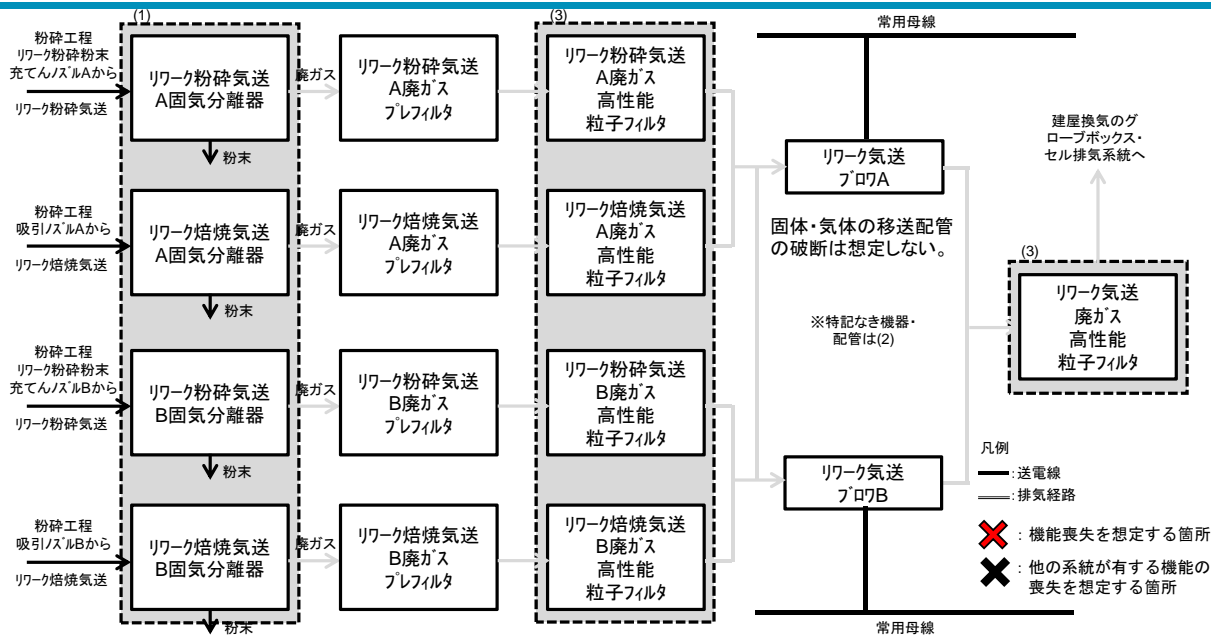 (1)
(3)
常用母線
粉砕工程
リワーク粉砕粉末
充てんノズルAから
リワーク粉砕気送
リワーク粉砕気送
A固気分離器
粉末
廃ガス
リワーク粉砕気送
A廃ガス
プレフィルタ
リワーク粉砕気送
A廃ガス
高性能
粒子フィルタ
リワーク気送
ブロワA
建屋換気のグ
ローブボックス・
セル排気系統へ
粉砕工程
吸引ノズルAから
リワーク焙焼気送
リワーク焙焼気送
A固気分離器
粉末
廃ガス
リワーク焙焼気送
A廃ガス
プレフィルタ
リワーク焙焼気送
A廃ガス
高性能
粒子フィルタ
固体・気体の移送配管
の破断は想定しない。
(3)
リワーク気送
廃ガス
高性能
粒子フィルタ
※特記なき機器・
配管は(2)
粉砕工程
リワーク粉砕粉末
充てんノズルBから
リワーク粉砕気送
リワーク粉砕気送
B固気分離器
粉末
廃ガス
リワーク粉砕気送
B廃ガス
プレフィルタ
リワーク粉砕気送
B廃ガス
高性能
粒子フィルタ
リワーク気送
ブロワB
凡例
:送電線
:排気経路
:機能喪失を想定する箇所
:他の系統が有する機能の
喪失を想定する箇所
粉砕工程
吸引ノズルBから
リワーク焙焼気送
リワーク焙焼気送
B固気分離器
粉末
廃ガス
リワーク焙焼気送
B廃ガス
プレフィルタ
リワーク焙焼気送
B廃ガス
高性能
粒子フィルタ
常用母線